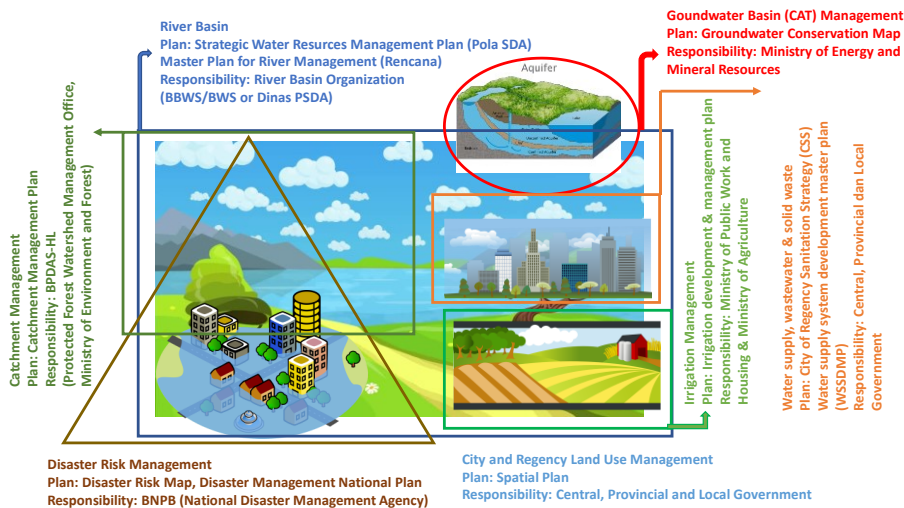 River Basin
Plan: Strategic Water Resurces Management Plan (Pola SDA)
Master Plan for River Management (Rencana)
Responsibility: River Basin Organization
(BBWS/BWS or Dinas PSDA)
Goundwater Basin (CAT) Management
Plan: Groundwater Conservation Map
Responsibility: Ministry of Energy and
Mineral Resources
Aquifer
Catchment Management
Plan: Catchment Management Plan
Responsibility: BPDAS-HL
(Protected Forest Watershed Management Office,
Ministry of Environment and Forest)
Irrigation Management
Plan: Irrigation development & management plan
Responsibility: Ministry of Public Work and
Housing & Ministry of Agriculture
Water supply, wastewater & solid waste
Plan: City of Regency Sanitation Strategy (CSS)
Water supply system development master plan
(WSSDMP)
Responsibility: Central, Provincial dan Local
Government
Disaster Risk Management
Plan: Disaster Risk Map, Disaster Management National Plan
Responsibility: BNPB (National Disaster Management Agency)
City and Regency Land Use Management
Plan: Spatial Plan
Responsibility: Central, Provincial and Local Government